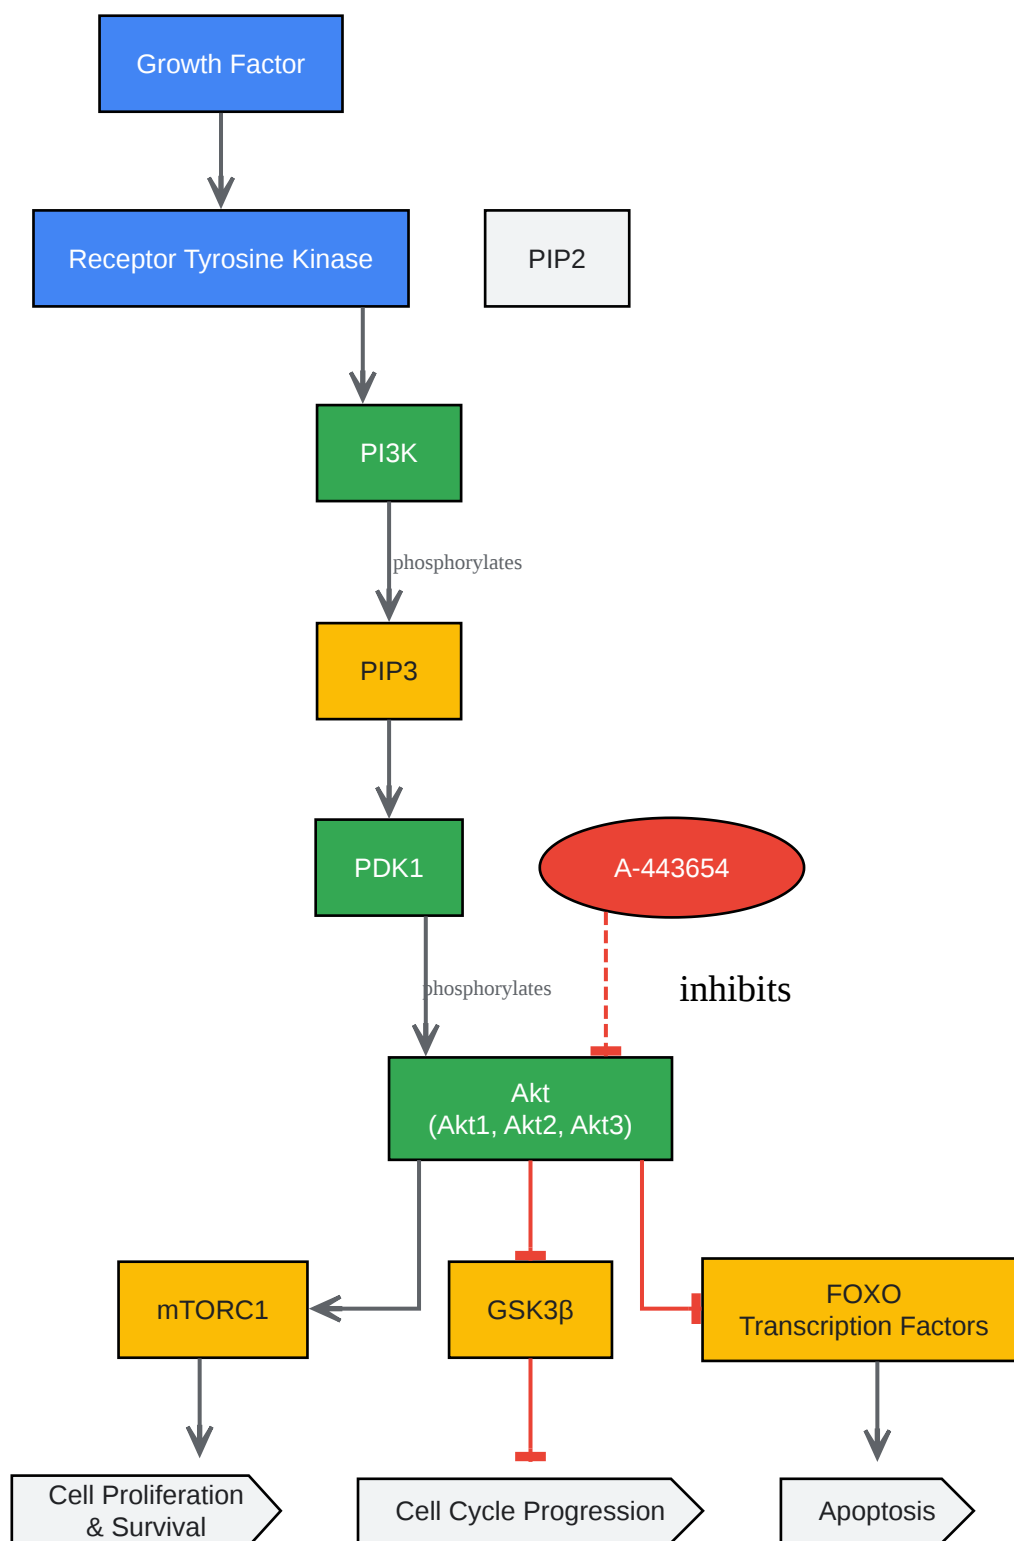 Growth Factor
Receptor Tyrosine Kinase
PIP2
PI3K
phosphorylates
PIP3
PDK1
A-443654
phosphorylates
inhibits
Akt
(Akt1, Akt2, Akt3)
mTORC1
GSK3β
FOXO
Transcription Factors
Cell Proliferation
& Survival
Cell Cycle Progression
Apoptosis